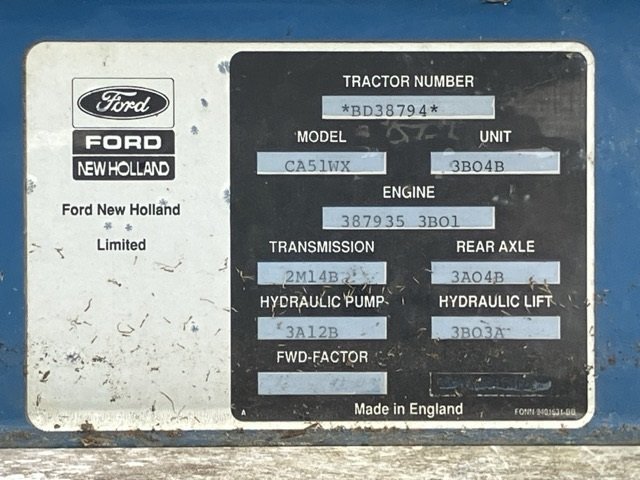 Ford
FORD
NEW HOLLAND
Ford New Holland
Limited
TRACTOR NUMBER
*BD38794*
MODEL UNIT
CA51WX 3B04B
ENGINE
387935 3B01
TRANSMISSION REAR AXLE
2M14B 3A04B
HYDRAULIC PUMP HYDRAULIC LIFT
3A12B 3B03A
FWD-FACTOR
A Made in England